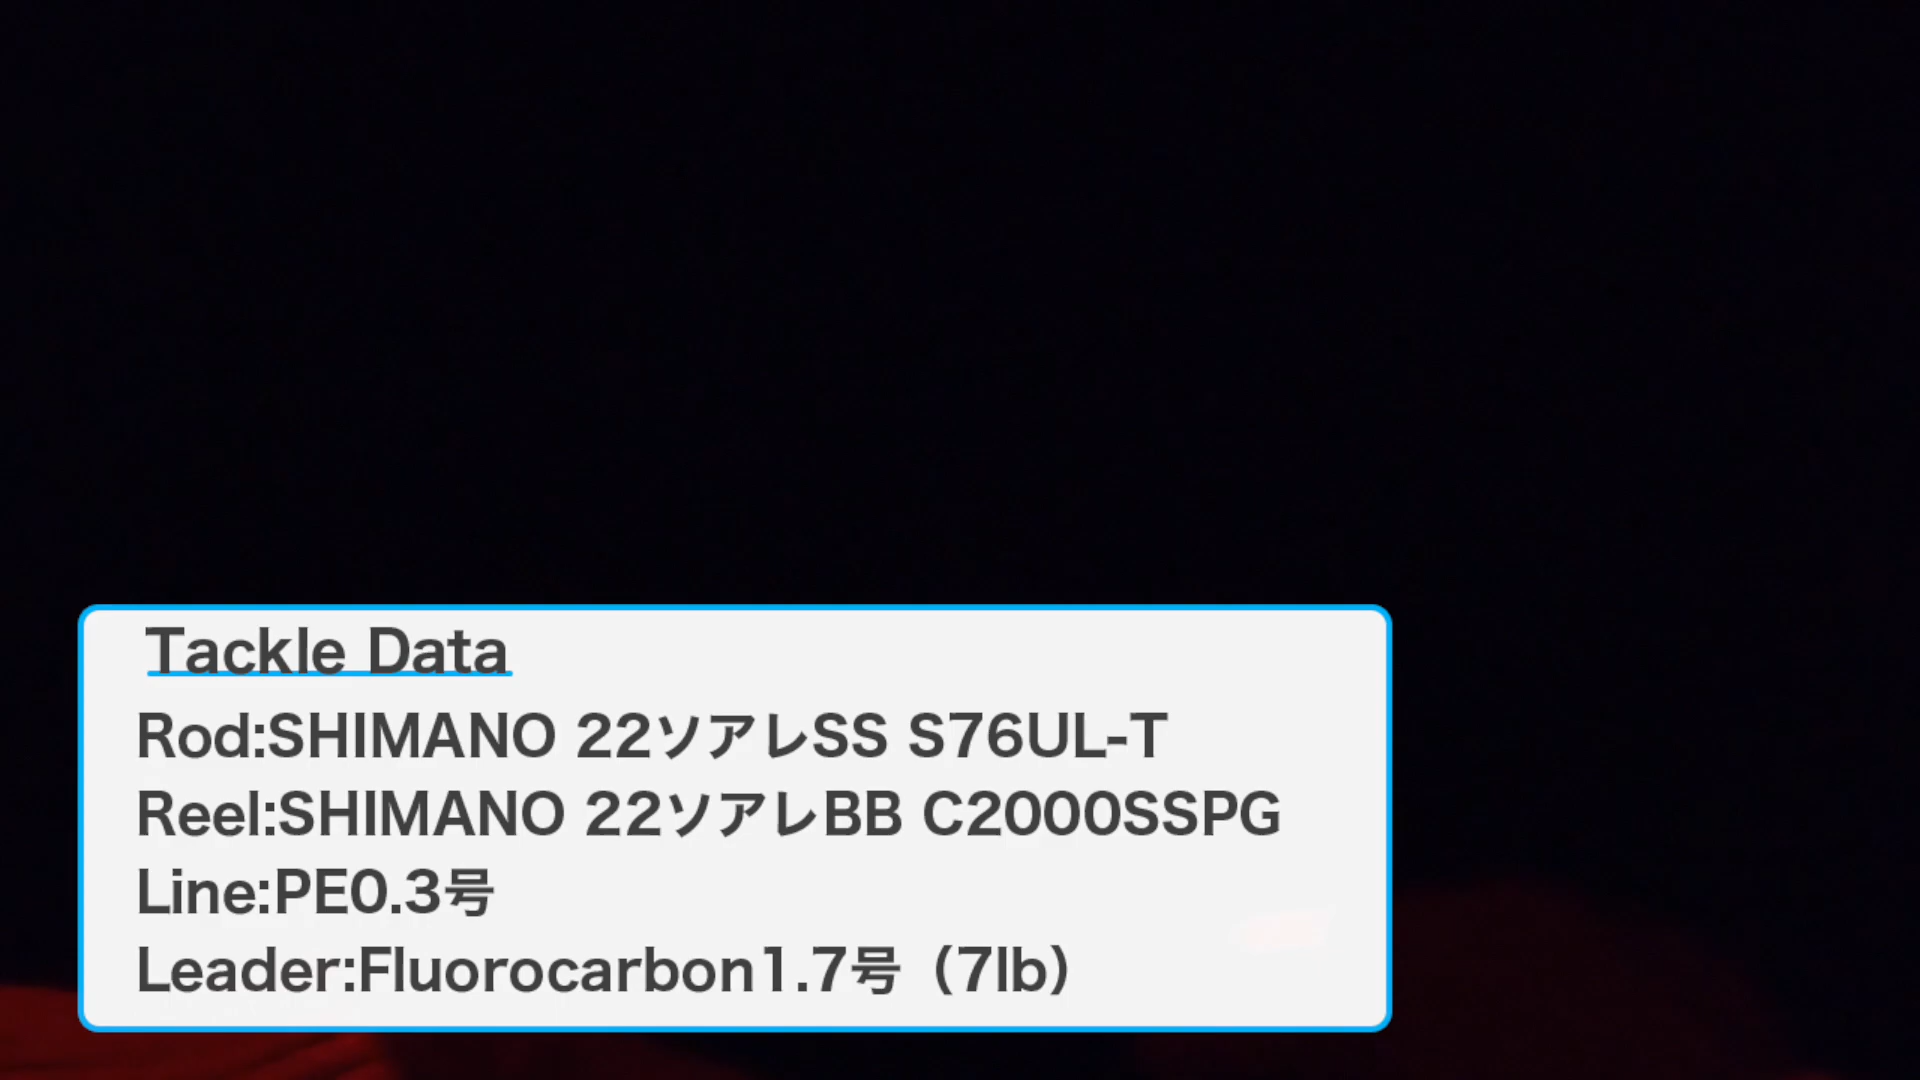 Tackle Data
Rod:SHIMANO 22ソアレSS S76UL-T
Reel:SHIMANO 22ソアレBB C2000SSPG
Line:PE0.3号
Leader:Fluorocarbon1.7号（7lb）